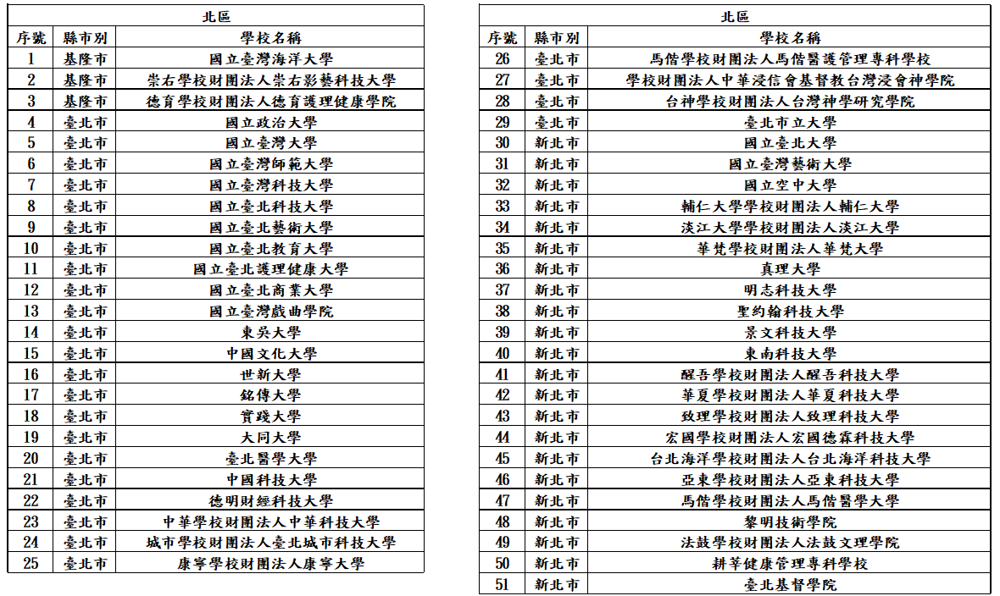 北區
序號 縣市別 學校名稱
1 基隆市 國立臺灣海洋大學
2 基隆市 崇右學校財團法人崇右影藝科技大學
3 基隆市 德育學校財團法人德育護理健康學院
4 臺北市 國立政治大學
5 臺北市 國立臺灣大學
6 臺北市 國立臺灣師範大學
7 臺北市 國立臺灣科技大學
8 臺北市 國立臺北科技大學
9 臺北市 國立臺北藝術大學
10 臺北市 國立臺北教育大學
11 臺北市 國立臺北護理健康大學
12 臺北市 國立臺北商業大學
13 臺北市 國立臺灣戲曲學院
14 臺北市 東吳大學
15 臺北市 中國文化大學
16 臺北市 世新大學
17 臺北市 銘傳大學
18 臺北市 實踐大學
19 臺北市 大同大學
20 臺北市 臺北醫學大學
21 臺北市 中國科技大學
22 臺北市 德明財經科技大學
23 臺北市 中華學校財團法人中華科技大學
24 臺北市 城市學校財團法人臺北城市科技大學
25 臺北市 康寧學校財團法人康寧大學
北區
序號 縣市別 學校名稱
26 臺北市 馬偕學校財團法人馬偕醫護管理專科學校
27 臺北市 學校財團法人中華浸信會基督教台灣浸會神學院
28 臺北市 台神學校財團法人台灣神學研究學院
29 臺北市 臺北市立大學
30 新北市 國立臺北大學
31 新北市 國立臺灣藝術大學
32 新北市 國立空中大學
33 新北市 輔仁大學學校財團法人輔仁大學
34 新北市 淡江大學學校財團法人淡江大學
35 新北市 華梵學校財團法人華梵大學
36 新北市 真理大學
37 新北市 明志科技大學
38 新北市 聖約翰科技大學
39 新北市 景文科技大學
40 新北市 東南科技大學
41 新北市 醒吾學校財團法人醒吾科技大學
42 新北市 華夏學校財團法人華夏科技大學
43 新北市 致理學校財團法人致理科技大學
44 新北市 宏國學校財團法人宏國德霖科技大學
45 新北市 台北海洋學校財團法人台北海洋科技大學
46 新北市 亞東學校財團法人亞東科技大學
47 新北市 馬偕學校財團法人馬偕醫學大學
48 新北市 黎明技術學院
49 新北市 法鼓學校財團法人法鼓文理學院
50 新北市 耕莘健康管理專科學校
51 新北市 臺北基督學院